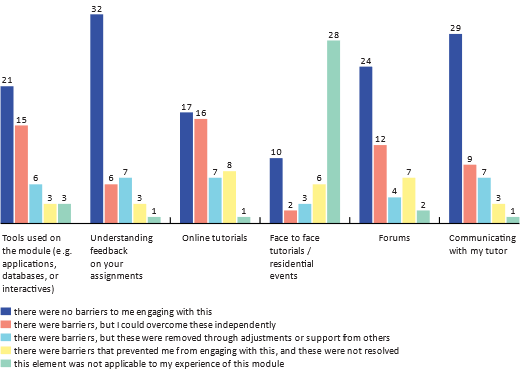 32
29
28
24
21
17
16
15
12
10
9
8
7
7
7
7
6
6
6
4
3
3
3
3
3
2
2
1
1
1
Tools used on
the module (e.g.
applications,
databases, or
interactives)
Understanding
feedback
on your
assignments
Online tutorials
Face to face
tutorials /
residential
events
Forums
Communicating
with my tutor
there were no barriers to me engaging with this
there were barriers, but I could overcome these independently
there were barriers, but these were removed through adjustments or support from others
there were barriers that prevented me from engaging with this, and these were not resolved
this element was not applicable to my experience of this module